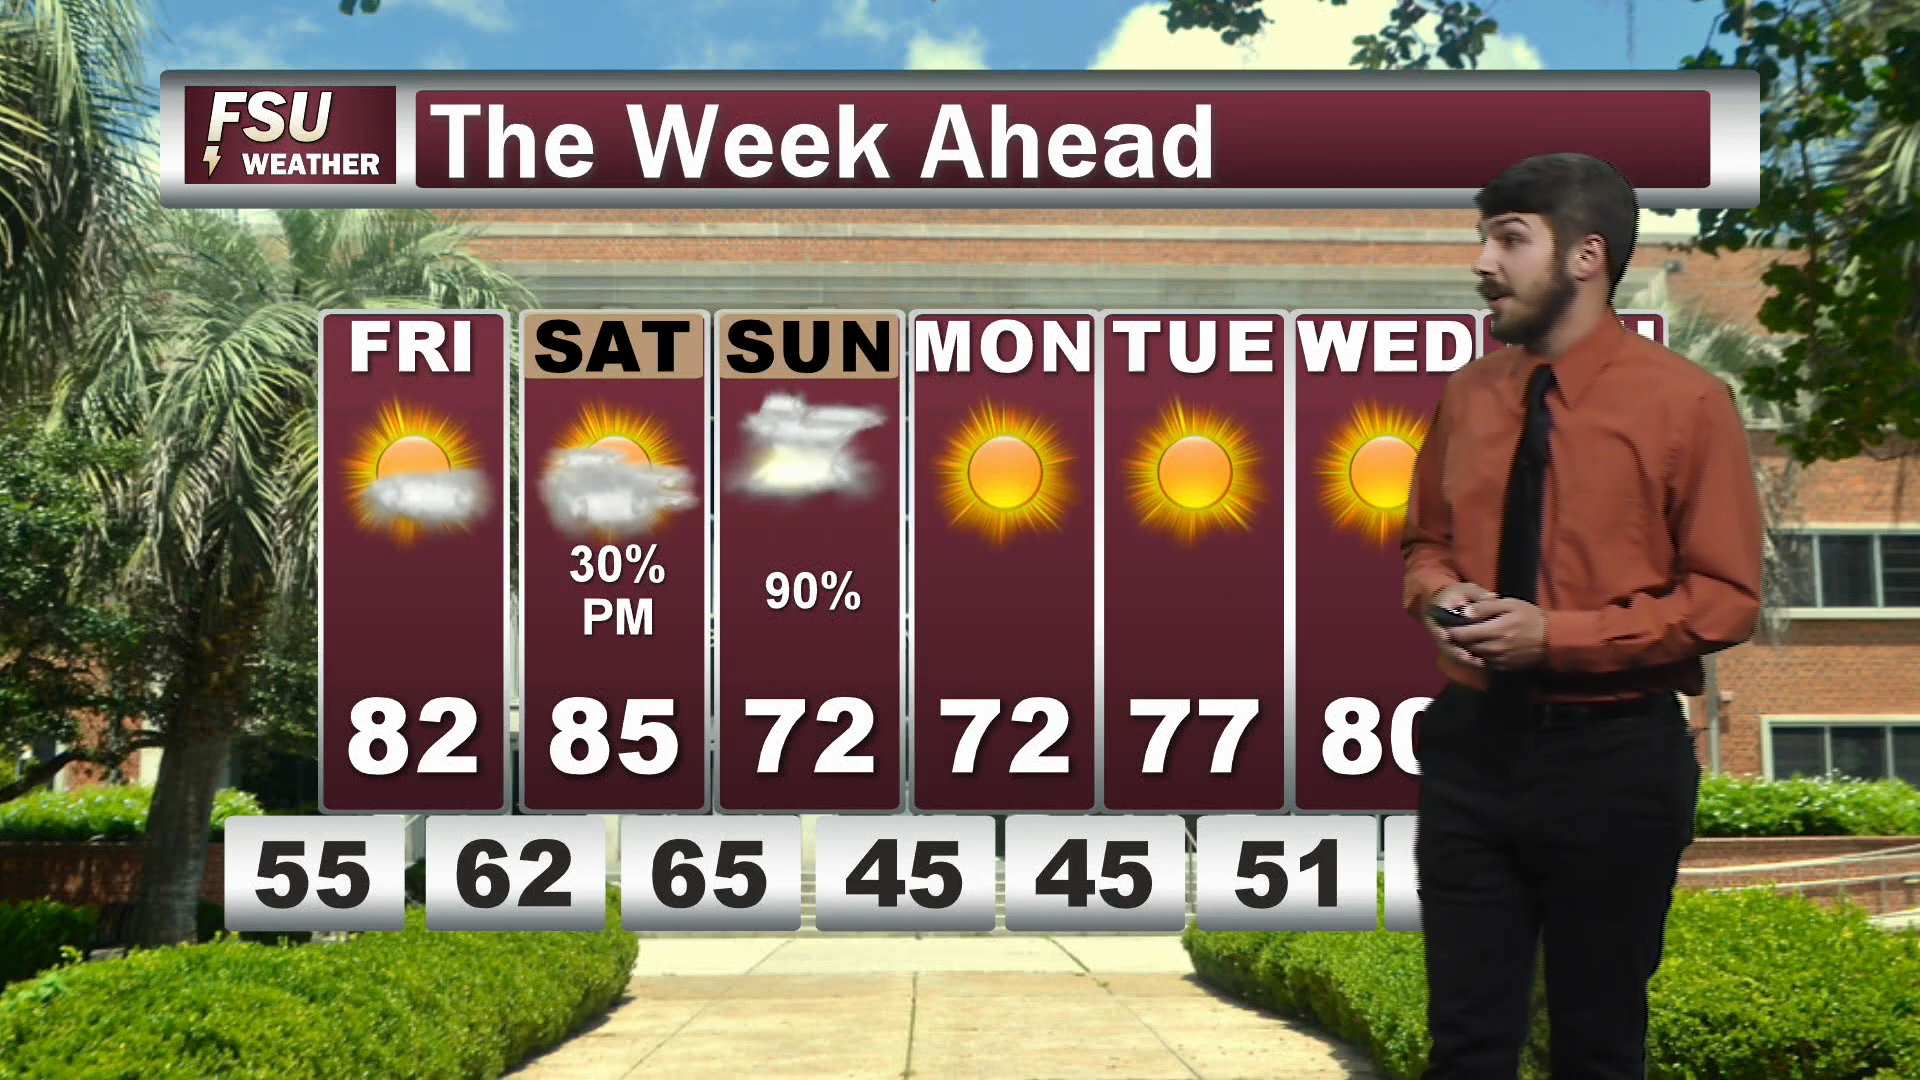 FSU
WEATHER
The Week Ahead
FRI SAT SUN MON TUE WED
30%
PM
90%
82 85 72 72 77 80
55 62 65 45 45 51